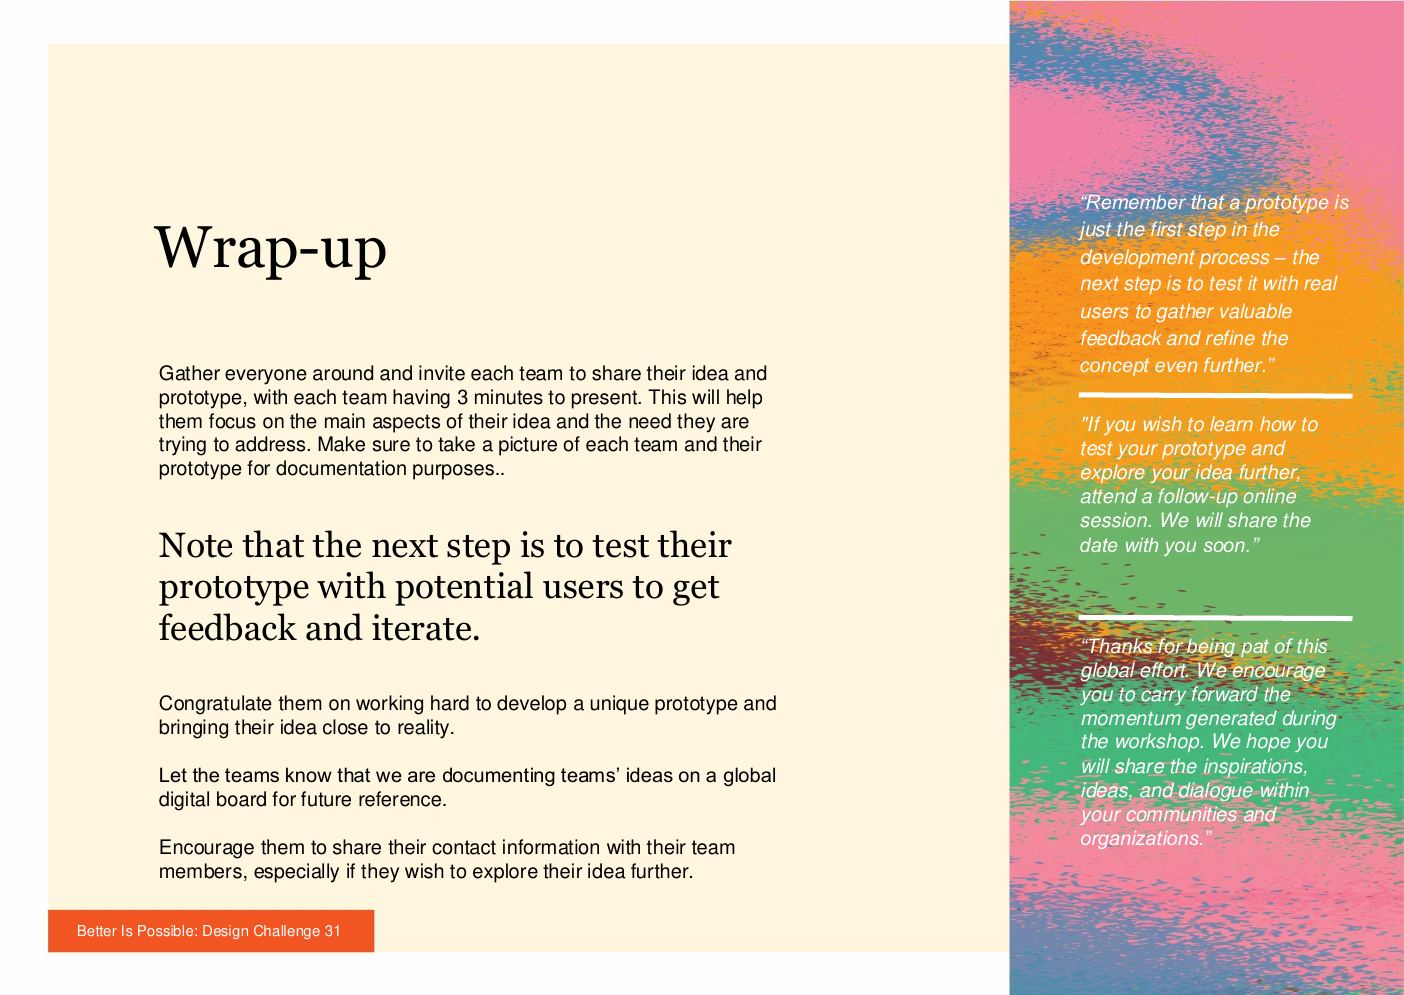 Wrap-up
Gather everyone around and invite each team to share their idea and
prototype, with each team having 3 minutes to present. This will help
them focus on the main aspects of their idea and the need they are
trying to address. Make sure to take a picture of each team and their
prototype for documentation purposes..
Note that the next step is to test their
prototype with potential users to get
feedback and iterate.
Congratulate them on working hard to develop a unique prototype and
bringing their idea close to reality.
Let the teams know that we are documenting teams’ ideas on a global
digital board for future reference.
Encourage them to share their contact information with their team
members, especially if they wish to explore their idea further.
Better Is Possible: Design Challenge 31
“Remember that a prototype is
just the first step in the
development process – the
next step is to test it with real
users to gather valuable
feedback and refine the
concept even further.”
"If you wish to learn how to
test your prototype and
explore your idea further,
attend a follow-up online
session. We will share the
date with you soon.”
“Thanks for being pat of this
global effort. We encourage
you to carry forward the
momentum generated during
the workshop. We hope you
will share the inspirations,
ideas, and dialogue within
your communities and
organizations.”